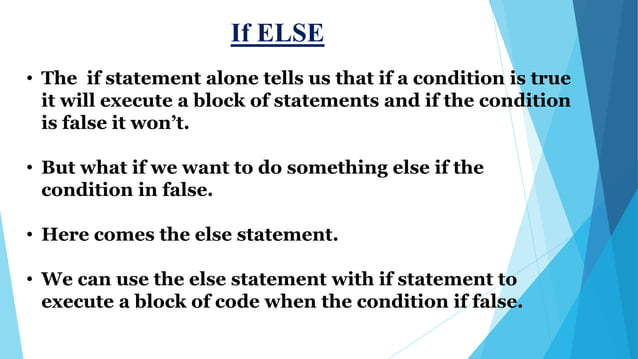 If ELSE
• The if statement alone tells us that if a condition is true
it will execute a block of statements and if the condition
is false it won’t.
• But what if we want to do something else if the
condition in false.
• Here comes the else statement.
• We can use the else statement with if statement to
execute a block of code when the condition if false.